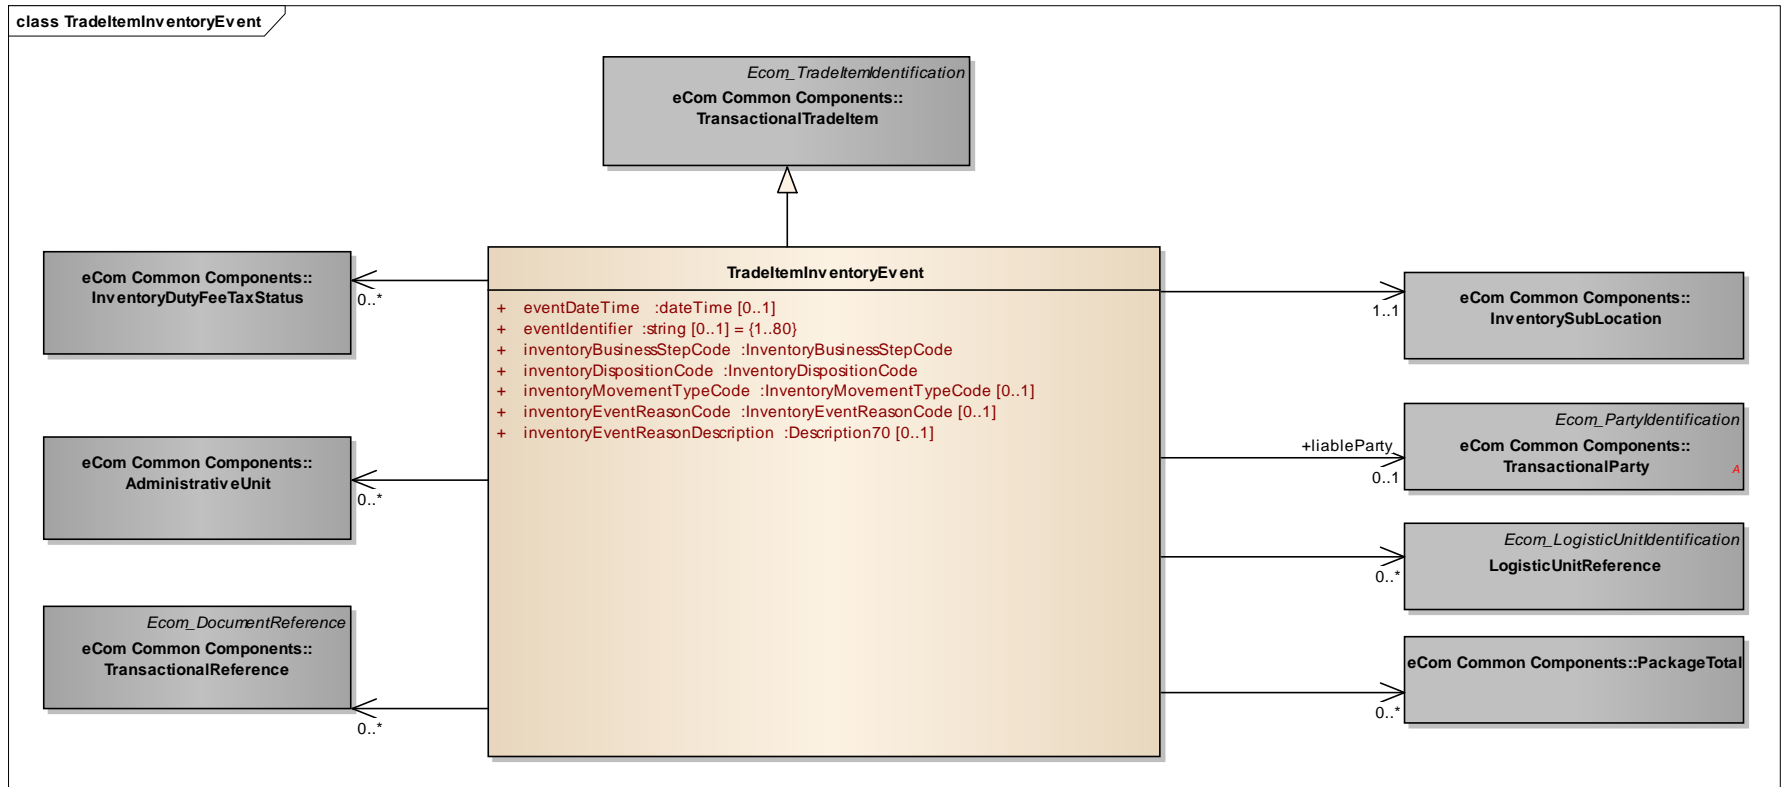 class TradeItemInventoryEvent
Ecom_TradeItemIdentification
eCom Common Components::
TransactionalTradeItem
eCom Common Components::
InventoryDutyFeeTaxStatus
0..*
eCom Common Components::
AdministrativeUnit
0..*
Ecom_DocumentReference
eCom Common Components::
TransactionalReference
0..*
TradeItemInventoryEvent
+ eventDateTime :dateTime [0..1]
+ eventIdentifier :string [0..1] = {1..80}
+ inventoryBusinessStepCode :InventoryBusinessStepCode
+ inventoryDispositionCode :InventoryDispositionCode
+ inventoryMovementTypeCode :InventoryMovementTypeCode [0..1]
+ inventoryEventReasonCode :InventoryEventReasonCode [0..1]
+ inventoryEventReasonDescription :Description70 [0..1]
1..1
eCom Common Components::
InventorySubLocation
+liableParty
0..1
Ecom_PartyIdentification
eCom Common Components::
TransactionalParty
A
0..*
Ecom_LogisticUnitIdentification
LogisticUnitReference
0..*
eCom Common Components::PackageTotal